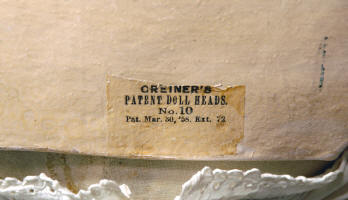 GREINER'S
PATENT DOLL HEADS.
No. 10
Pat. Mar. 30, '58. Ext. 72